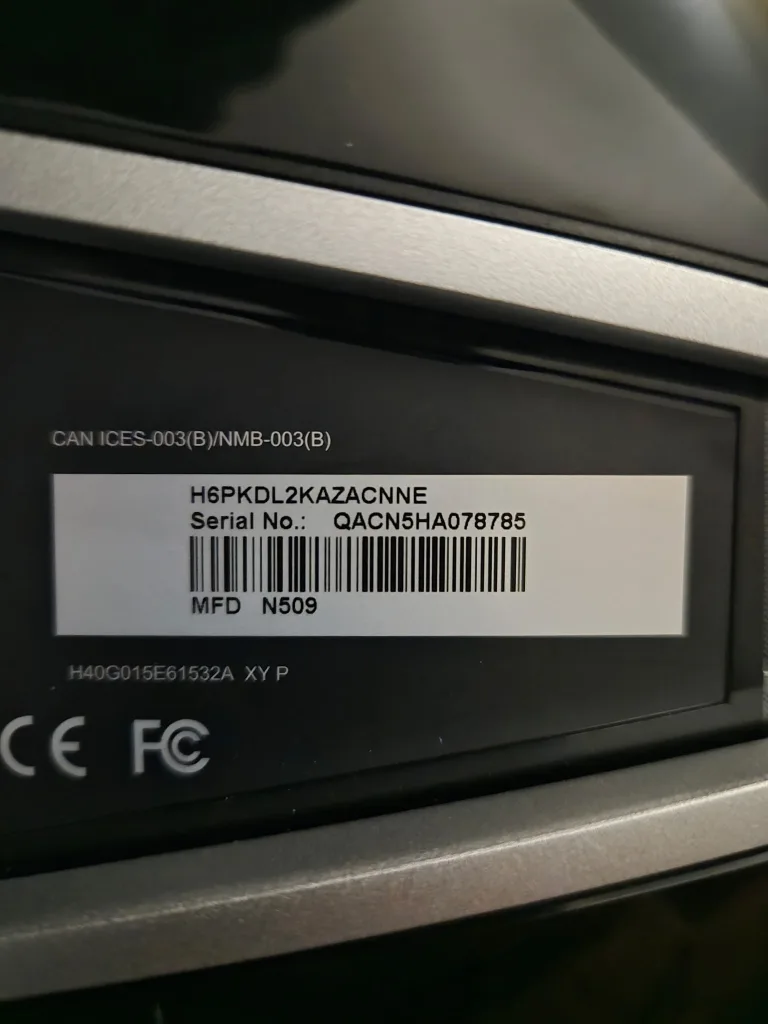 CAN ICES-003(B)/NMB-003(B)
H6PKDL2KAZACNNE
Serial No.: QACN5HA078785
MFD N509
H40G015E61532A XY P
CE FC